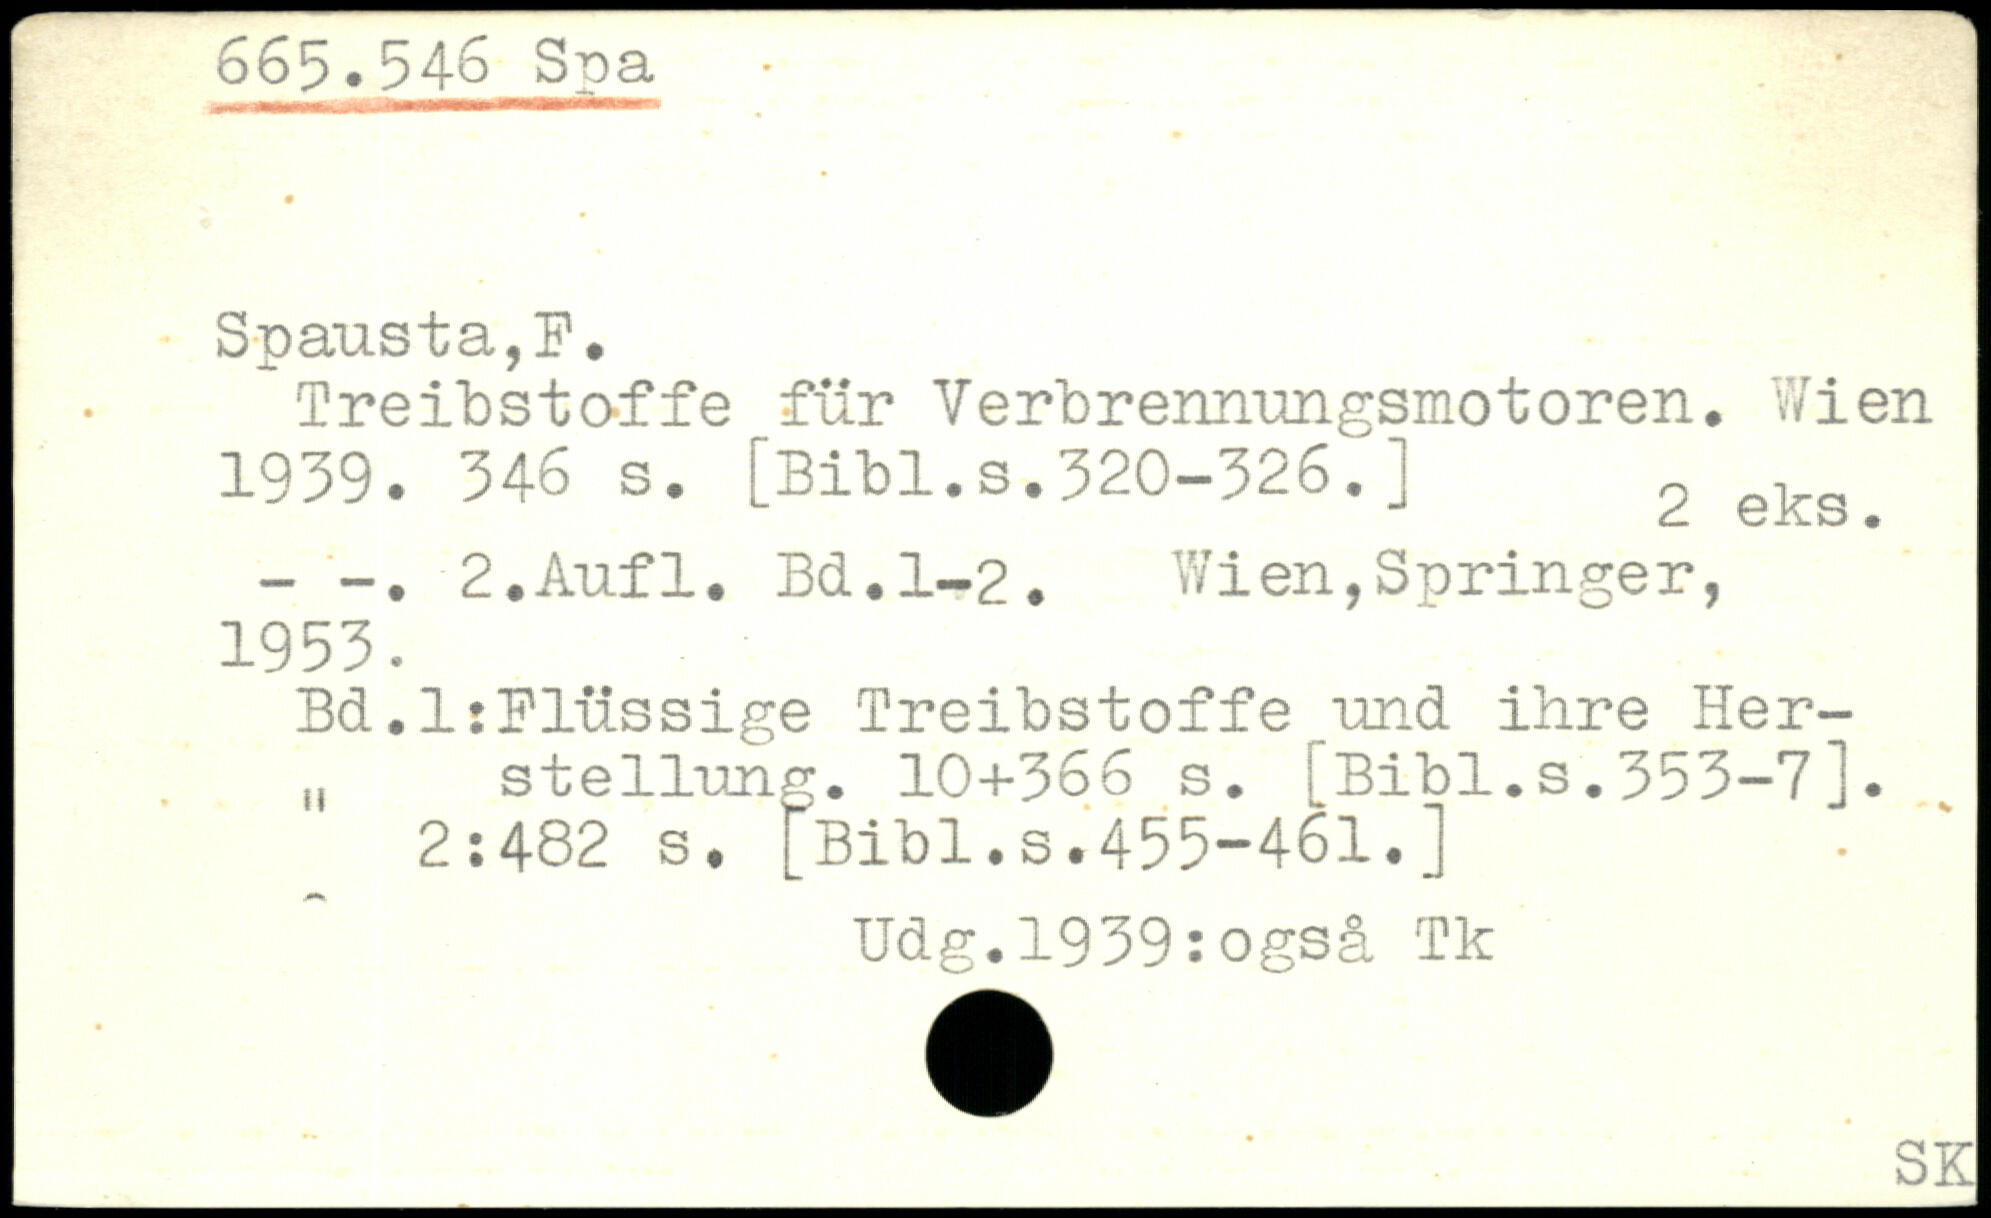 665.546 Spa
Spausta,F.
Treibstoffe für Verbrennungsmotoren. Wien
1939. 346 s. [Bibl.s.320-326.]
2 eks.
- -. 2.Aufl. Bd.1-2. Wien,Springer,
1953.
Bd.1:Flüssige Treibstoffe und ihre Her-
stellung. 10+366 s. [Bibl.s.353-7].
" 2:482 s. [Bibl.s.455-461.]
Udg.1939:også Tk
SK